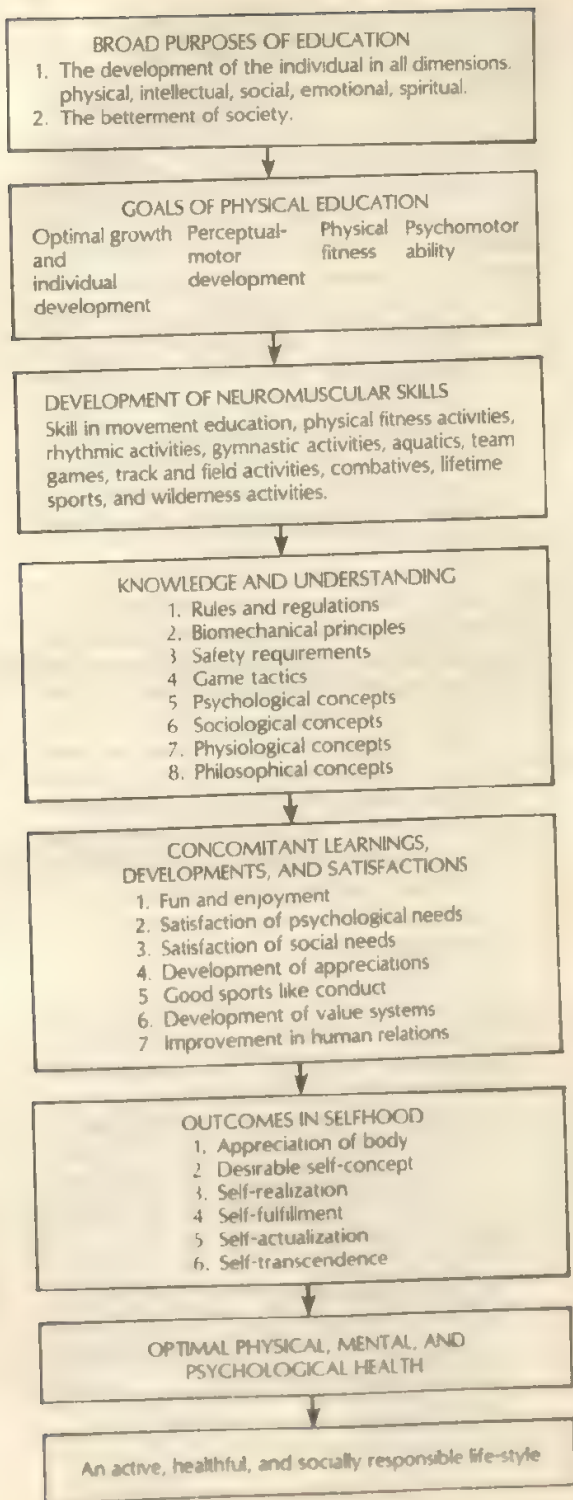 BROAD PURPOSES OF EDUCATION
1. The development of the individual in all dimensions.
physical, intellectual, social, emotional, spiritual.
2. The betterment of society.
GOALS OF PHYSICAL EDUCATION
Optimal growth and individual development
Perceptual-motor development
Physical fitness
Psychomotor ability
DEVELOPMENT OF NEUROMUSCULAR SKILLS
Skill in movement education, physical fitness activities,
rhythmic activities, gymnastic activities, aquatics, team
games, track and field activities, combatives, lifetime
sports, and wilderness activities.
KNOWLEDGE AND UNDERSTANDING
1. Rules and regulations
2. Biomechanical principles
3 Safety requirements
4 Game tactics
5 Psychological concepts
6 Sociological concepts
7. Physiological concepts
8. Philosophical concepts
CONCOMITANT LEARNINGS,
DEVELOPMENTS, AND SATISFACTIONS
1. Fun and enjoyment
2. Satisfaction of psychological needs
3. Satisfaction of social needs
4. Development of appreciations
5 Good sports like conduct
6. Development of value systems
7 Improvement in human relations
OUTCOMES IN SELFHOOD
1. Appreciation of body
2 Desirable self-concept
3. Self-realization
4 Self-fulfillment
5 Self-actualization
6. Self-transcendence
OPTIMAL PHYSICAL, MENTAL, AND
PSYCHOLOGICAL HEALTH
An active, healthful, and socially responsible life-style